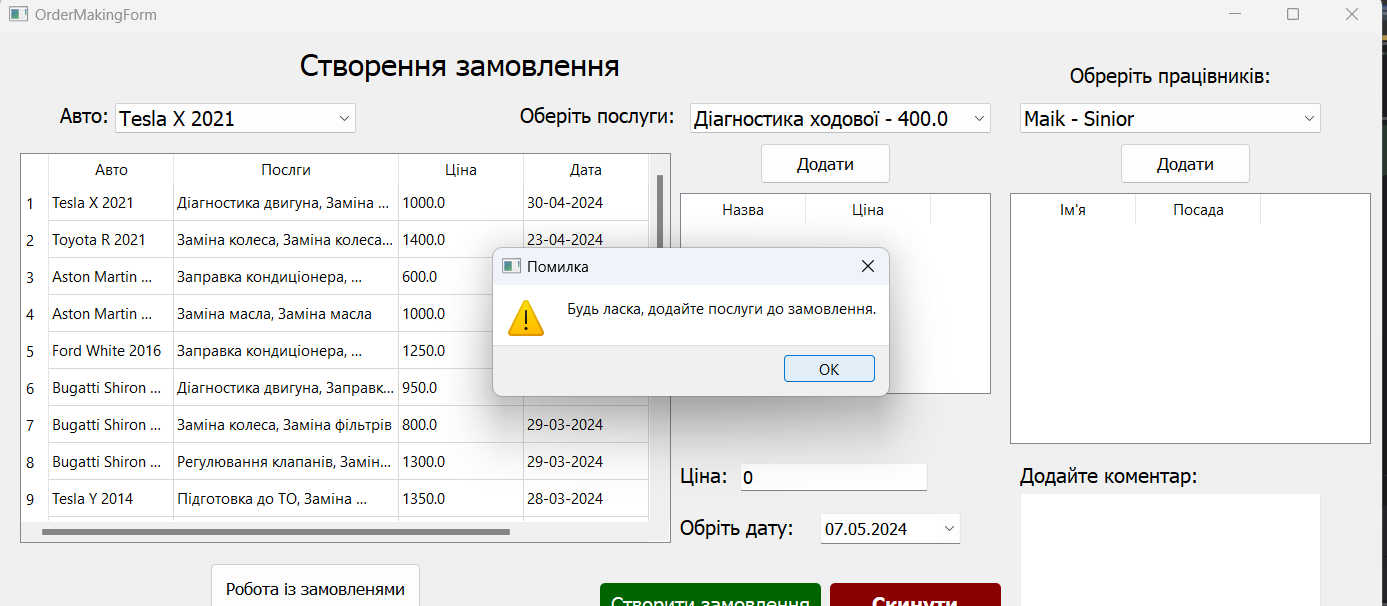 OrderMakingForm
Створення замовлення
Обреріть працівників:
Авто: Tesla X 2021
Оберіть послуги: Діагностика ходової - 400.0
Maik - Sinior
Додати
Додати
Авто Послги Ціна Дата
1 Tesla X 2021 Діагностика двигуна, Заміна ... 1000.0 30-04-2024
2 Toyota R 2021 Заміна колеса, Заміна колеса... 1400.0 23-04-2024
3 Aston Martin ... Заправка кондиціонера, ... 600.0
4 Aston Martin ... Заміна масла, Заміна масла 1000.0
5 Ford White 2016 Заправка кондиціонера, ... 1250.0
6 Bugatti Shiron ... Діагностика двигуна, Заправк... 950.0
7 Bugatti Shiron ... Заміна колеса, Заміна фільтрів 800.0 29-03-2024
8 Bugatti Shiron ... Регулювання клапанів, Замін... 1300.0 29-03-2024
9 Tesla Y 2014 Підготовка до ТО, Заміна ... 1350.0 28-03-2024
Назва Ціна
Ім'я Посада
Помилка
Будь ласка, додайте послуги до замовлення.
OK
Ціна: 0
Обріть дату: 07.05.2024
Додайте коментар:
Робота із замовленями
Створити замовлення
Скинути